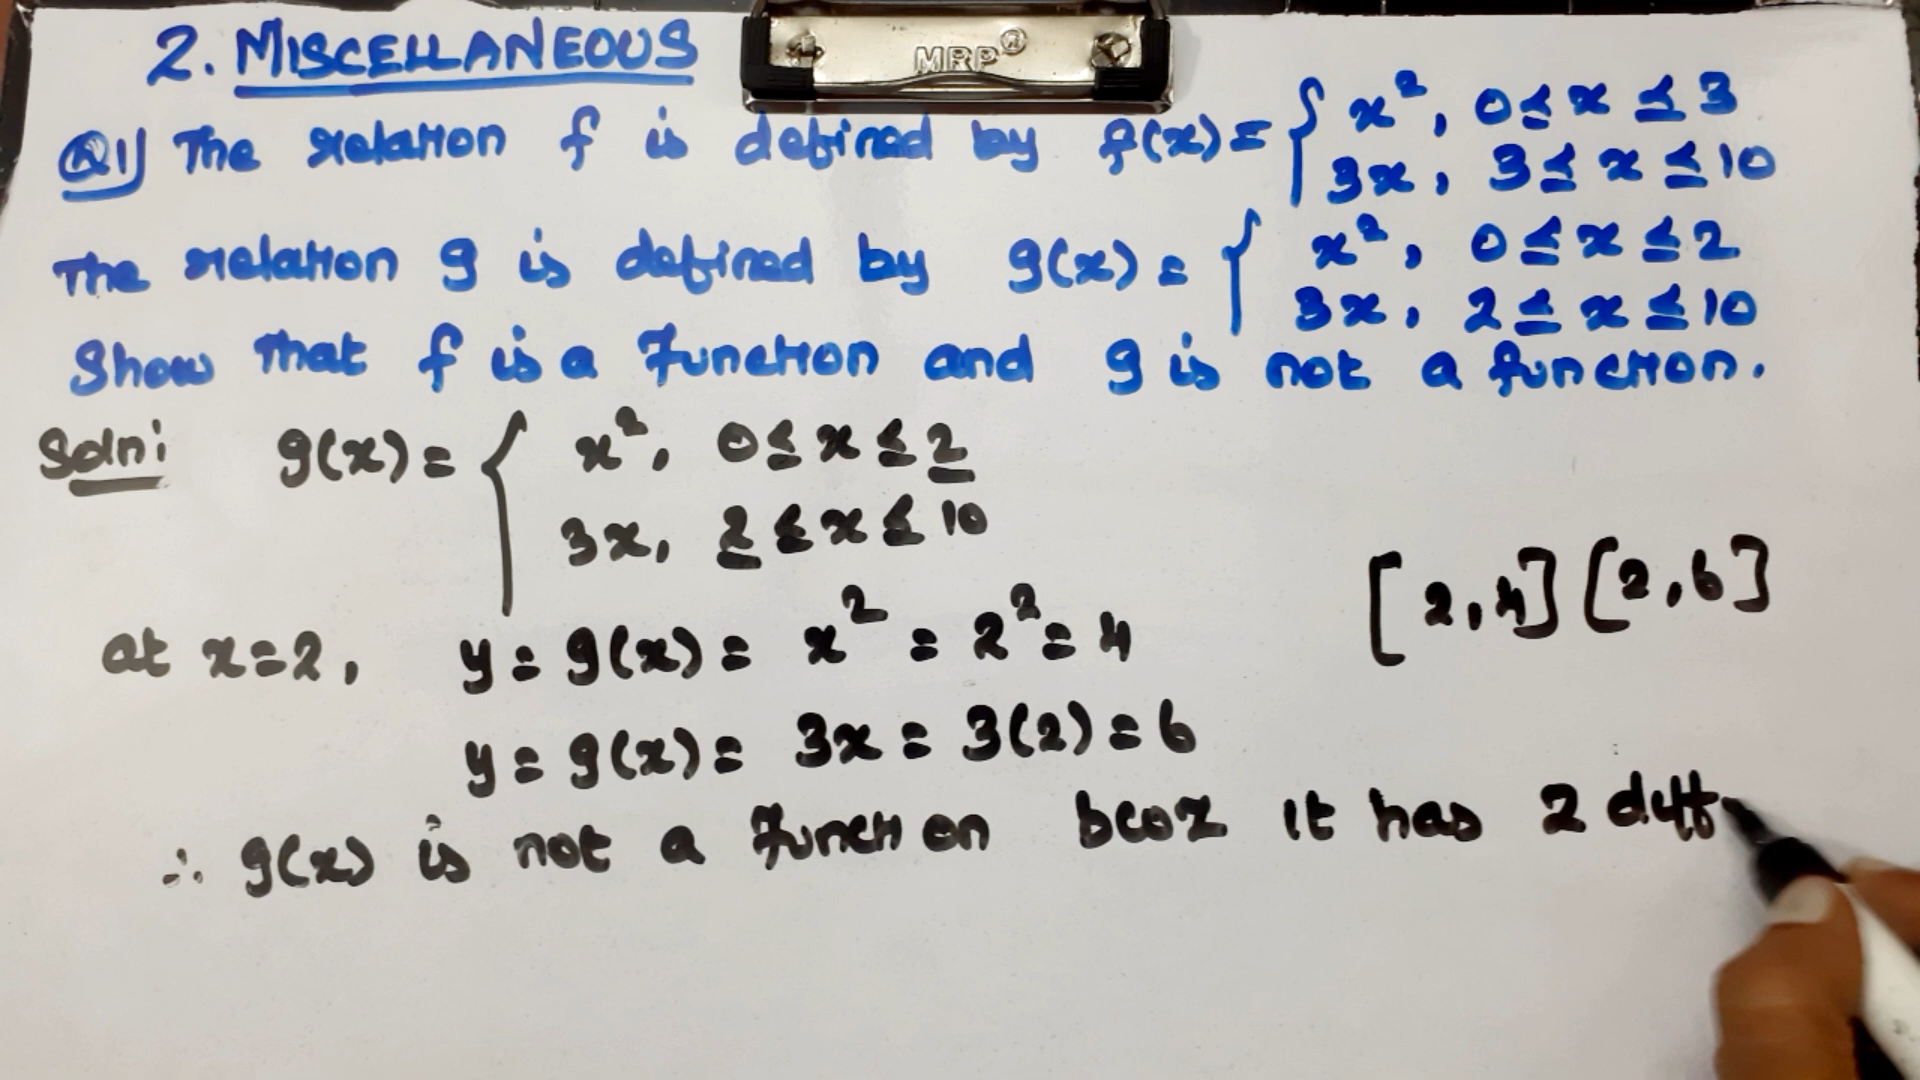 2. MISCELLANEOUS
MRP®
Q1) The relation f is defined by f(x) = { x², 0 ≤ x ≤ 3
3x, 3 ≤ x ≤ 10
The relation g is defined by g(x) = { x², 0 ≤ x ≤ 2
3x, 2 ≤ x ≤ 10
Show that f is a function and g is not a function.
Soln: g(x) = { x², 0 ≤ x ≤ 2
3x, 2 ≤ x ≤ 10
[2,4] [2,6]
at x=2, y = g(x) = x² = 2² = 4
y = g(x) = 3x = 3(2) = 6
∴ g(x) is not a function bcoz it has 2 diff